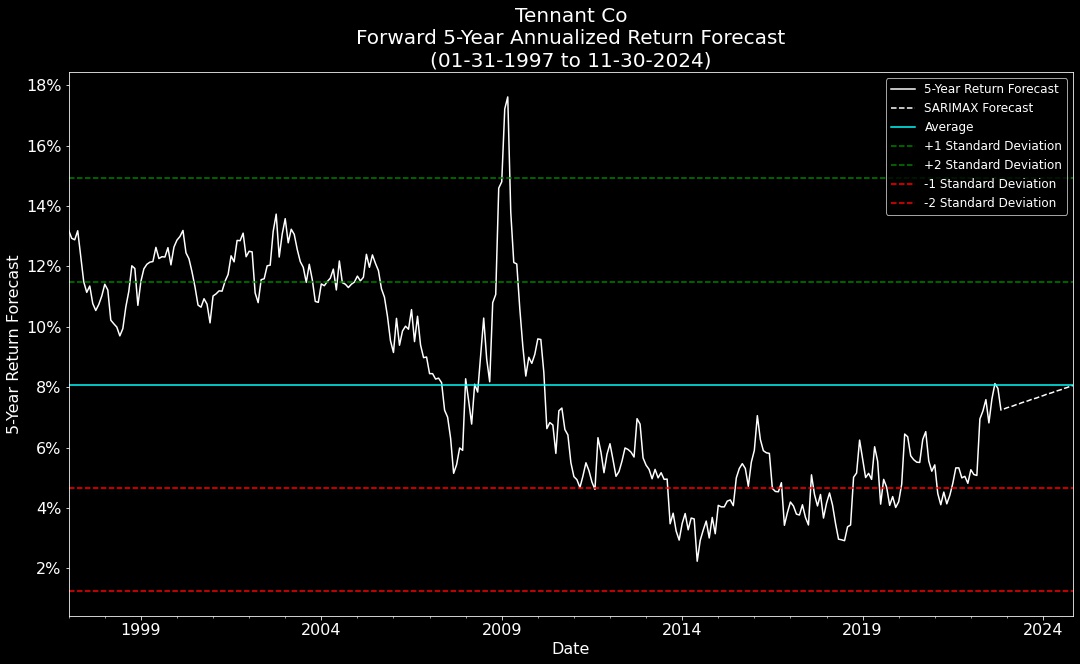 Tennant Co
Forward 5-Year Annualized Return Forecast
(01-31-1997 to 11-30-2024)
5-Year Return Forecast
SARIMAX Forecast
Average
+1 Standard Deviation
+2 Standard Deviation
-1 Standard Deviation
-2 Standard Deviation
18%
16%
14%
12%
10%
8%
6%
4%
2%
5-Year Return Forecast
1999
2004
2009
2014
2019
2024
Date